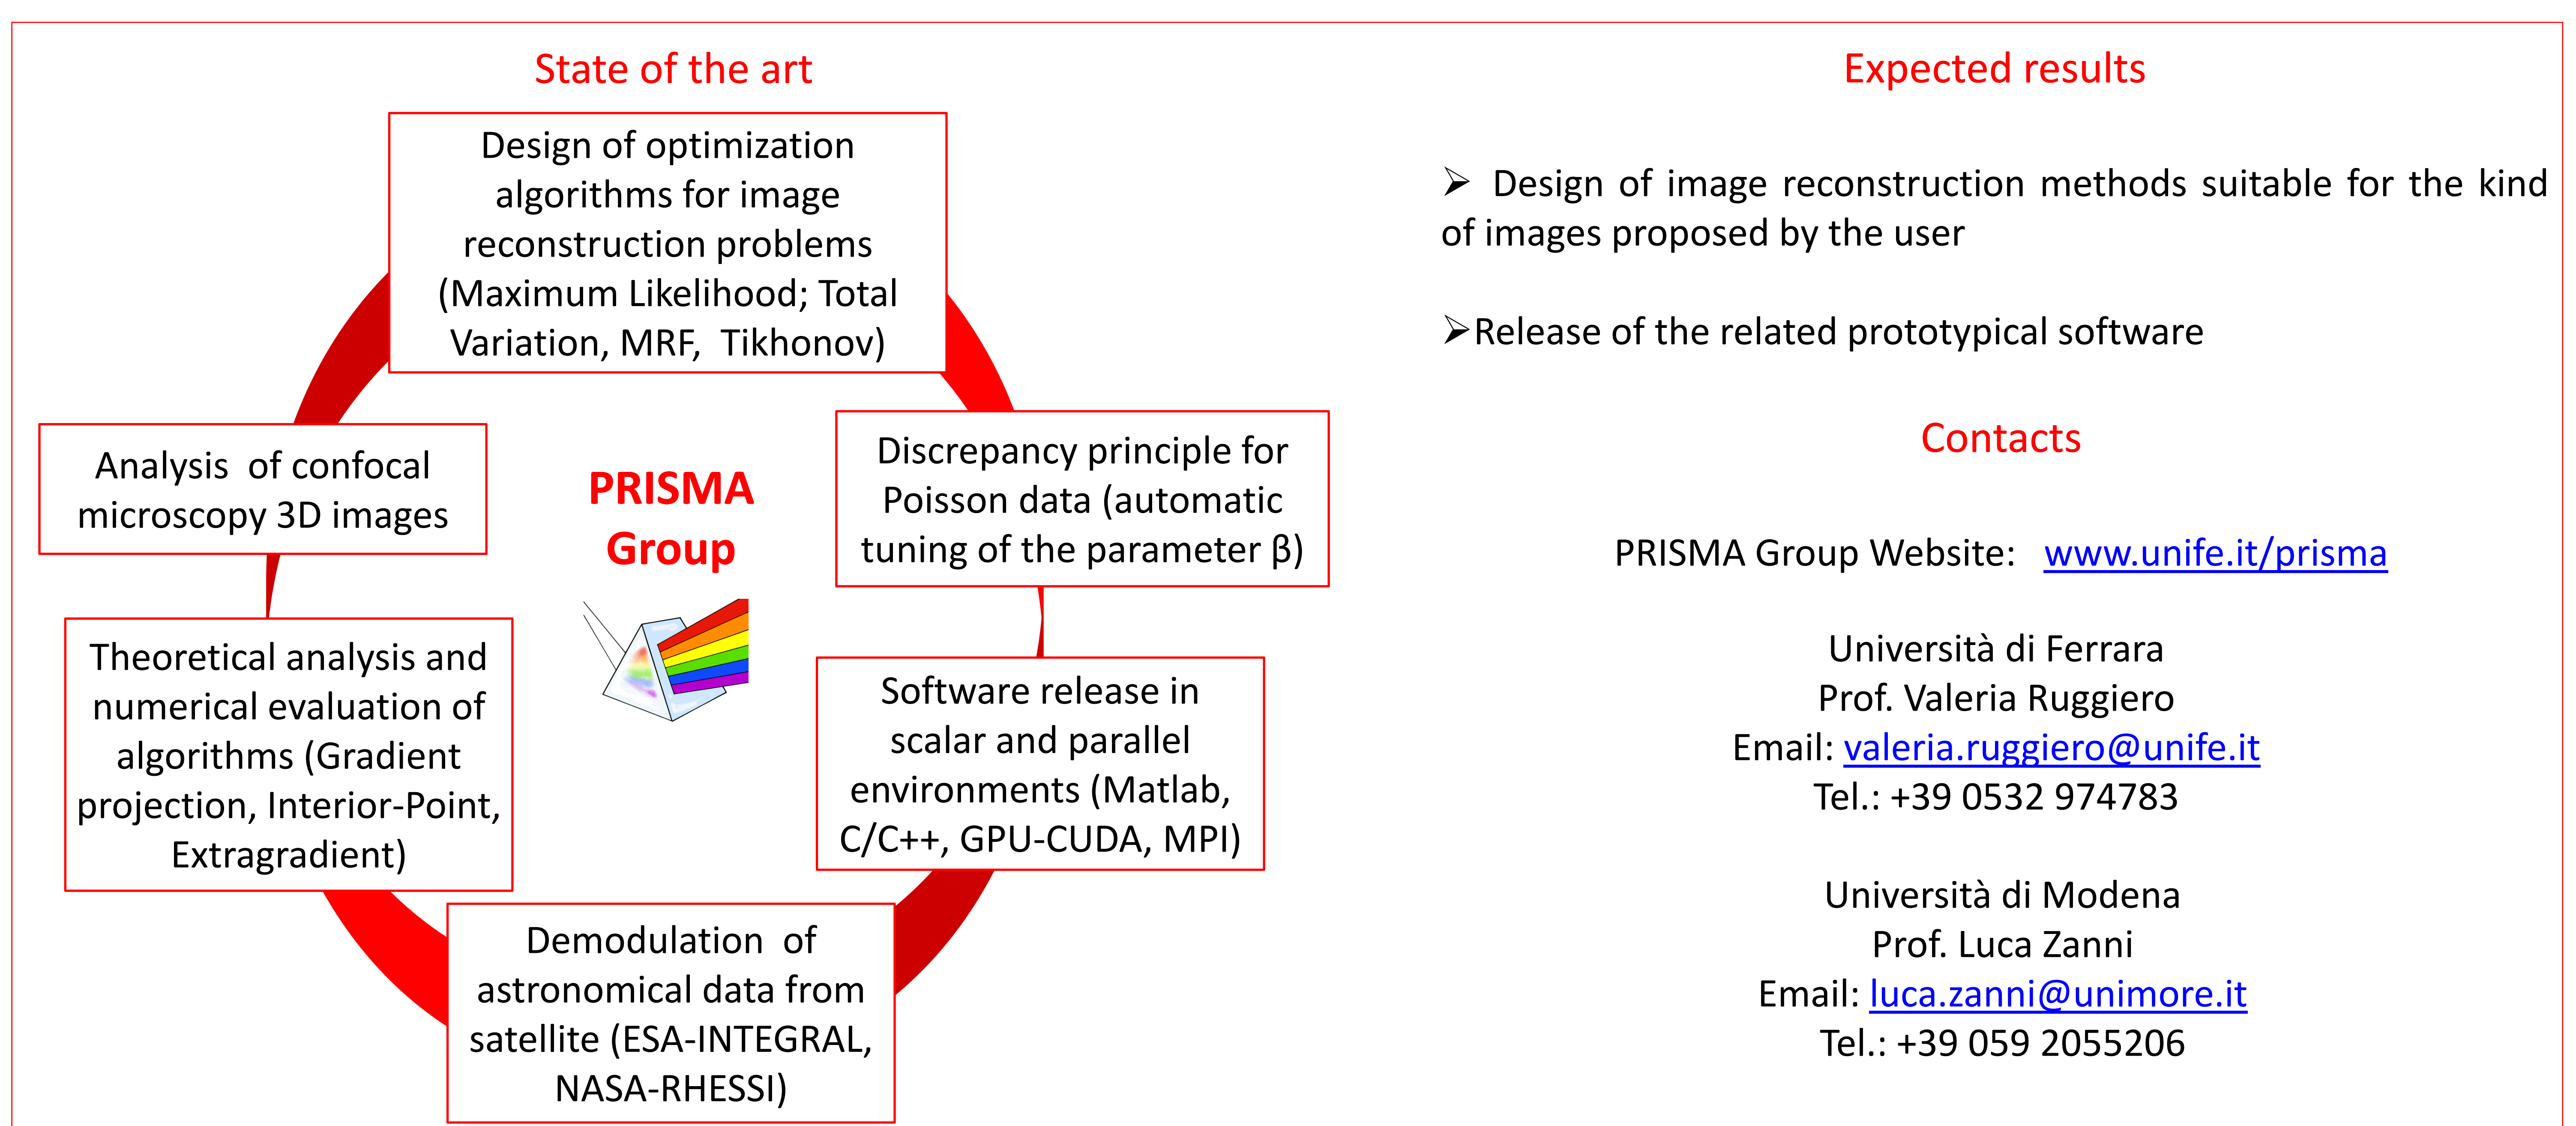 State of the art
Design of optimization
algorithms for image
reconstruction problems
(Maximum Likelihood; Total
Variation, MRF, Tikhonov)
Discrepancy principle for
Poisson data (automatic
tuning of the parameter β)
Software release in
scalar and parallel
environments (Matlab,
C/C++, GPU-CUDA, MPI)
Demodulation of
astronomical data from
satellite (ESA-INTEGRAL,
NASA-RHESSI)
Theoretical analysis and
numerical evaluation of
algorithms (Gradient
projection, Interior-Point,
Extragradient)
Analysis of confocal
microscopy 3D images
PRISMA
Group
Expected results
➢ Design of image reconstruction methods suitable for the kind
of images proposed by the user
➢Release of the related prototypical software
Contacts
PRISMA Group Website: www.unife.it/prisma
Università di Ferrara
Prof. Valeria Ruggiero
Email: valeria.ruggiero@unife.it
Tel.: +39 0532 974783
Università di Modena
Prof. Luca Zanni
Email: luca.zanni@unimore.it
Tel.: +39 059 2055206